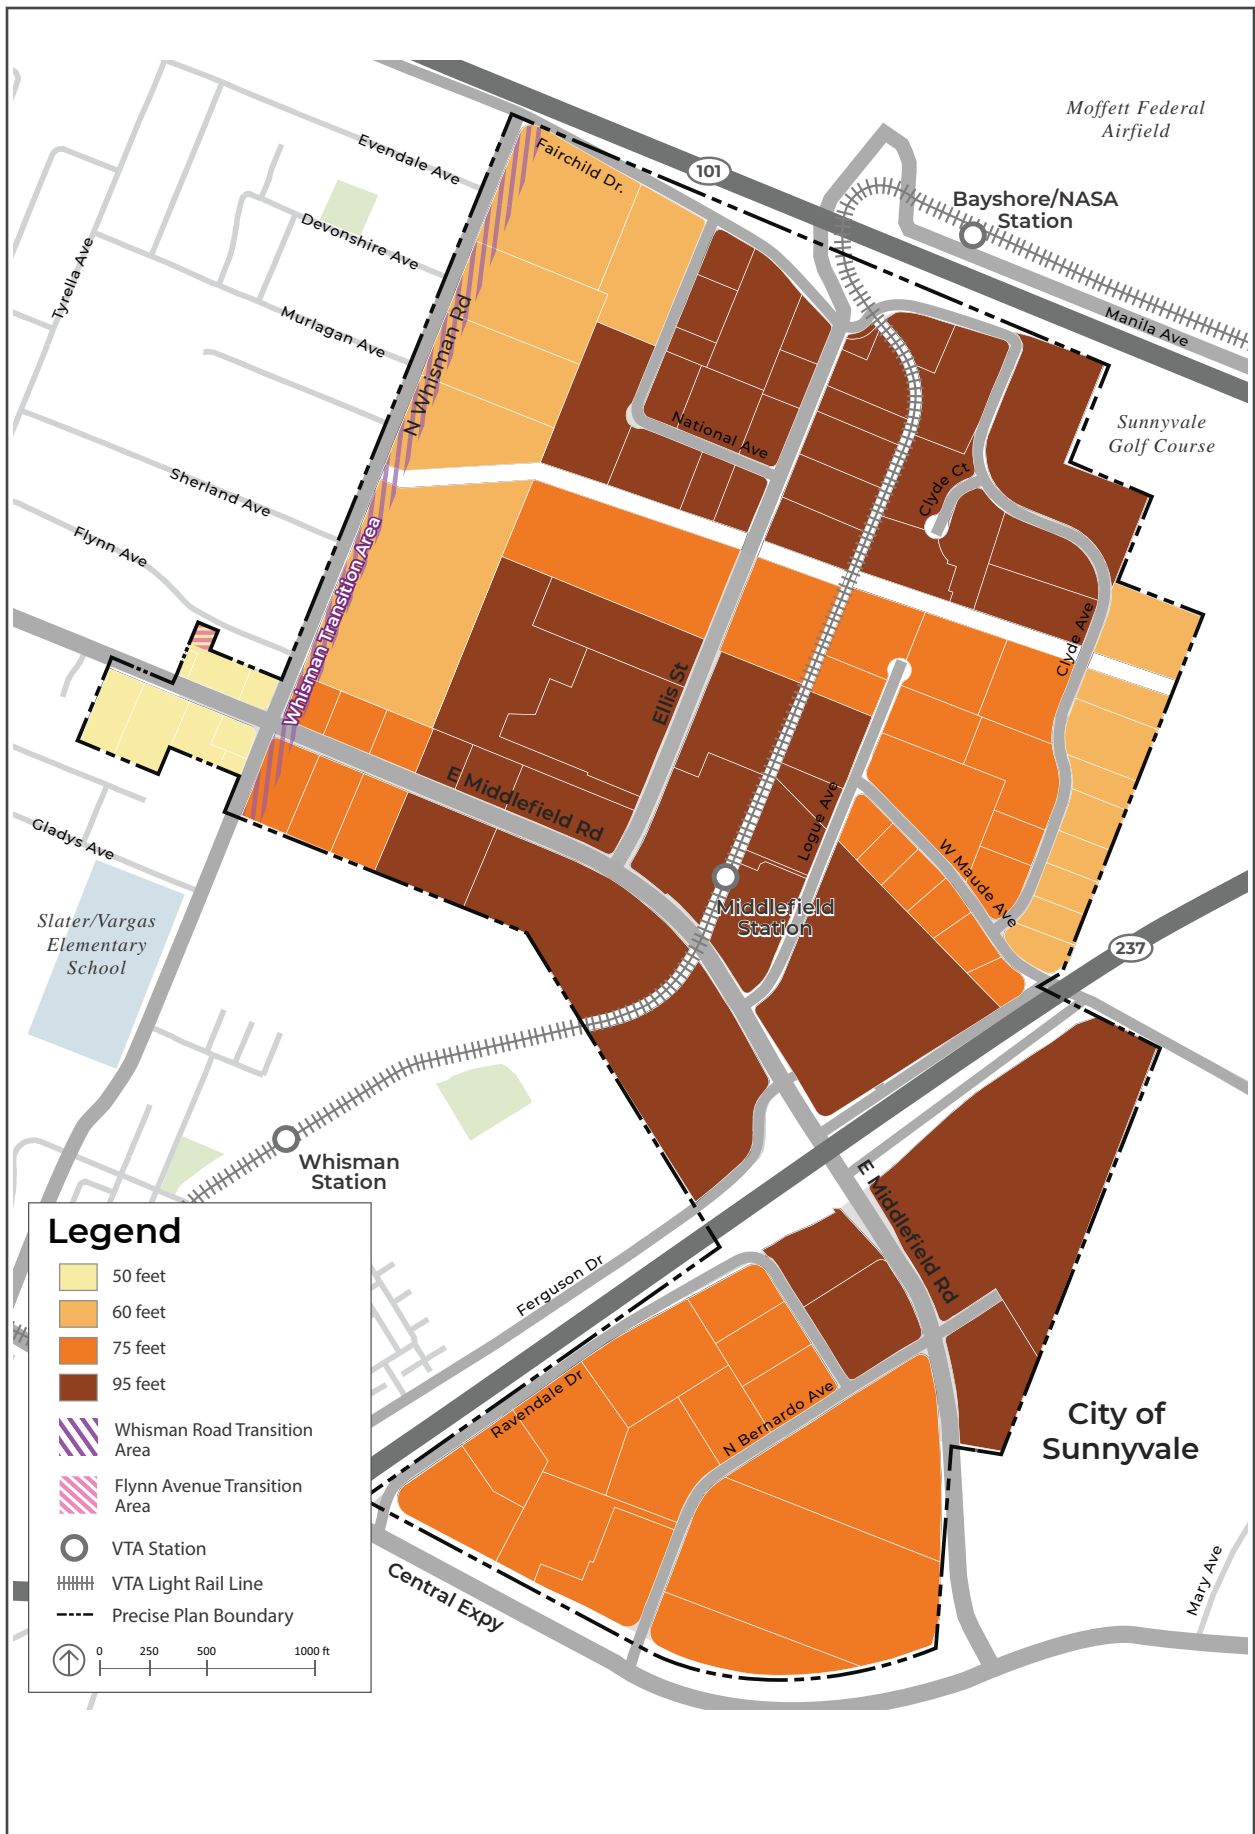 Moffett Federal
Airfield
Evendale Ave
Fairchild Dr.
101
Bayshore/NASA
Station
Devonshire Ave
Tyrella Ave
Murlagan Ave
N Whisman Rd
Manila Ave
Sunnyvale
Golf Course
National Ave
Clyde Ct
Sherland Ave
Flynn Ave
Whisman Transition Area
Clyde Ave
Ellis St
E Middlefield Rd
Logue Ave
W Maude Ave
Gladys Ave
Middlefield
Station
Slater/Vargas
Elementary
School
237
Whisman
Station
E Middlefield Rd
Ferguson Dr
Ravendale Dr
N Bernardo Ave
City of
Sunnyvale
Central Expy
Mary Ave
Legend
50 feet
60 feet
75 feet
95 feet
Whisman Road Transition
Area
Flynn Avenue Transition
Area
VTA Station
VTA Light Rail Line
Precise Plan Boundary
0 250 500 1000 ft